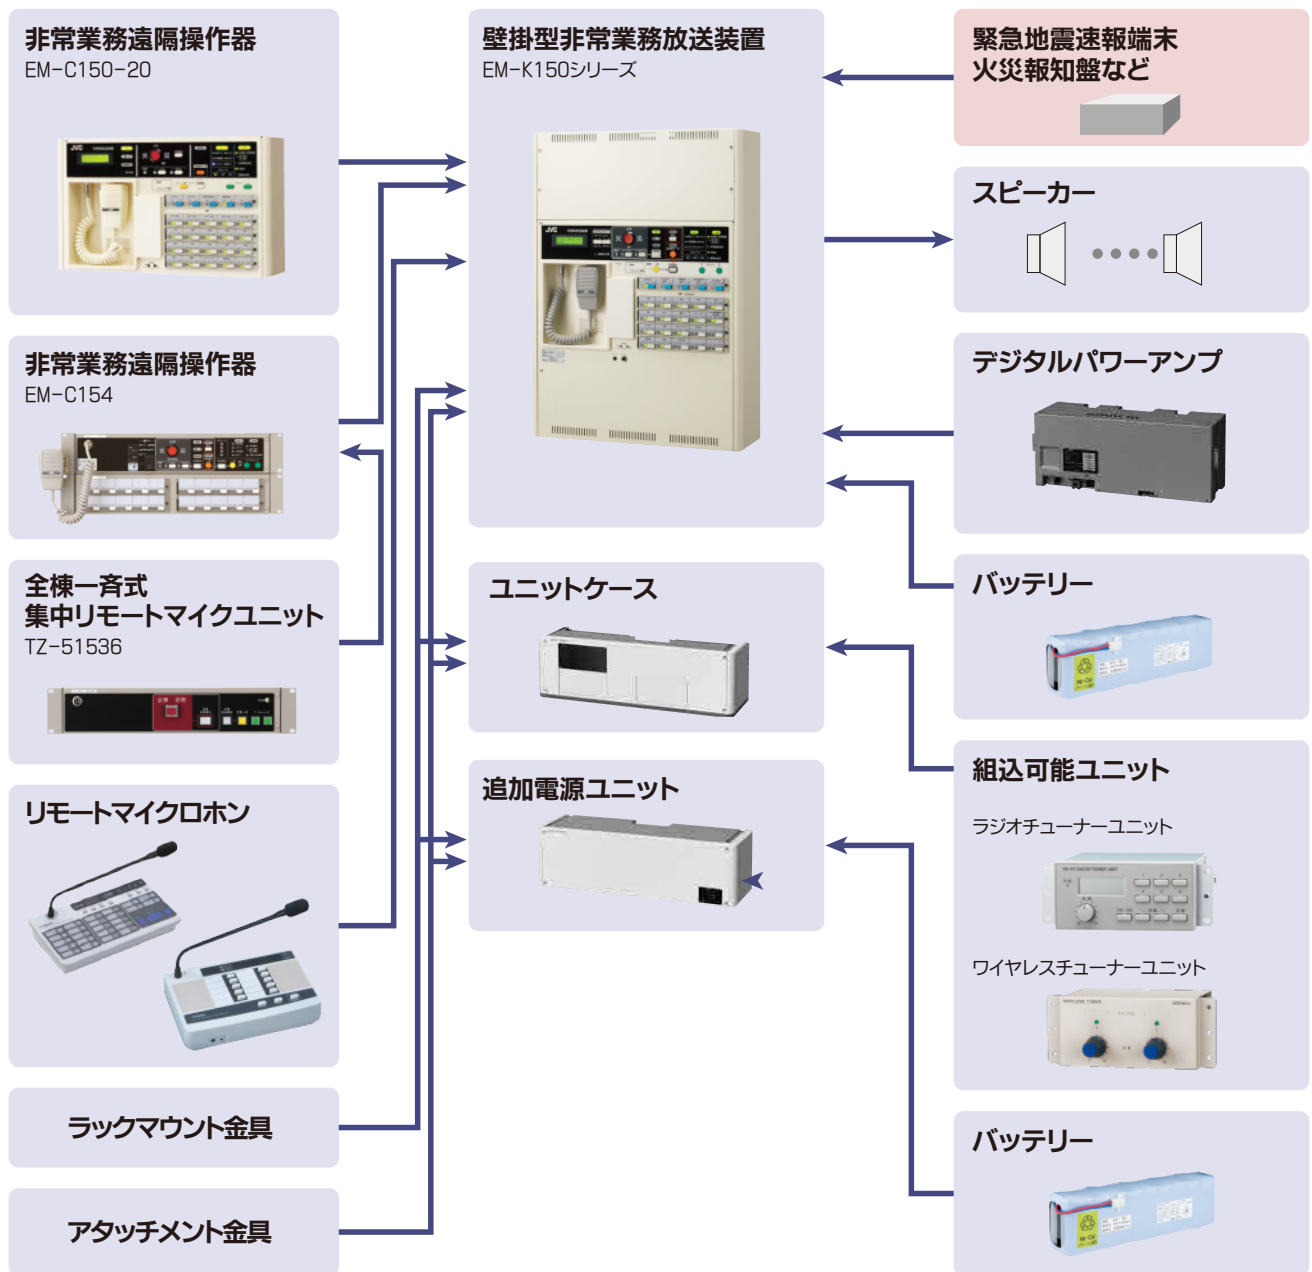 非常業務遠隔操作器
EM-C150-20
JVC
非常業務遠隔操作器
EM-C154
全棟一斉式
集中リモートマイクユニット
TZ-51536
リモートマイクロホン
ラックマウント金具
アタッチメント金具
壁掛型非常業務放送装置
EM-K150シリーズ
JVC
ユニットケース
追加電源ユニット
緊急地震速報端末
火災報知盤など
スピーカー
デジタルパワーアンプ
バッテリー
Ni-Cd
組込可能ユニット
ラジオチューナーユニット
ワイヤレスチューナーユニット
WIRELESS TUNER
バッテリー
Ni-Cd